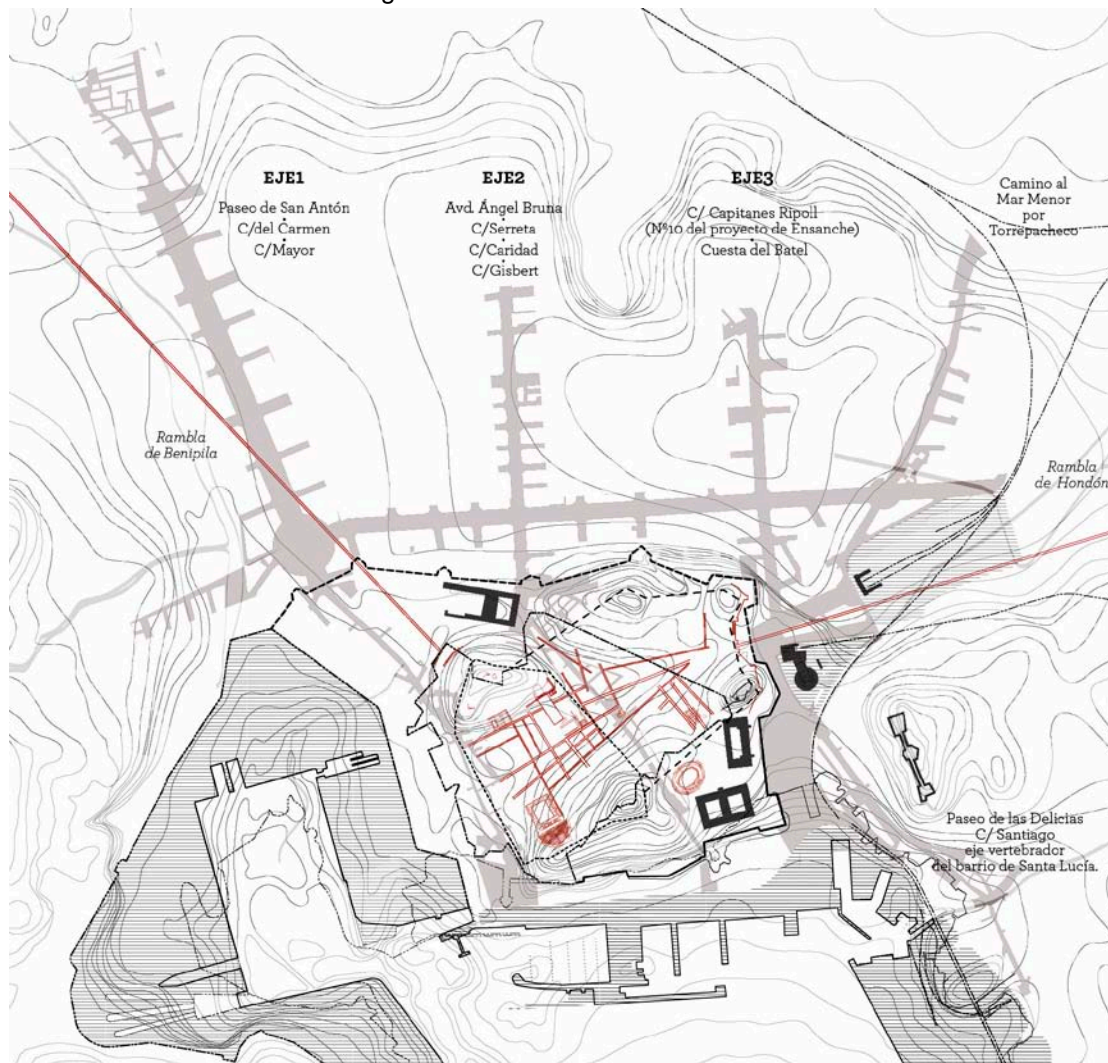 EJE1
Paseo de San Antón
C/del Carmen
C/Mayor
EJE2
Avd. Ángel Bruna
C/Serreta
C/Caridad
C/Gisbert
EJE3
C/ Capitanes Ripoll
(Nº10 del proyecto de Ensanche)
Cuesta del Batel
Camino al
Mar Menor
por
Torrepacheco
Rambla
de Benipila
Rambla
de Hondón
Paseo de las Delicias
C/ Santiago
eje vertebrador
del barrio de Santa Lucía.